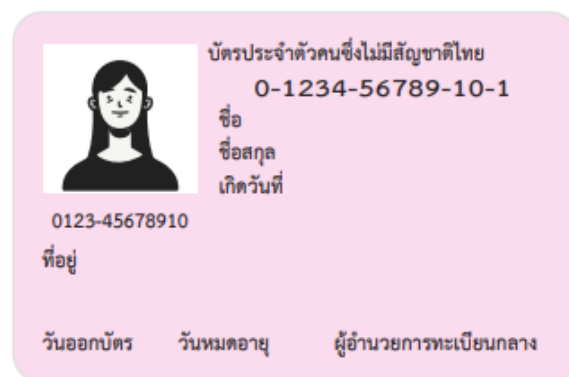 บัตรประจำตัวคนซึ่งไม่มีสัญชาติไทย
0-1234-56789-10-1
ชื่อ
ชื่อสกุล
เกิดวันที่
0123-45678910
ที่อยู่
วันออกบัตร วันหมดอายุ ผู้อำนวยการทะเบียนกลาง